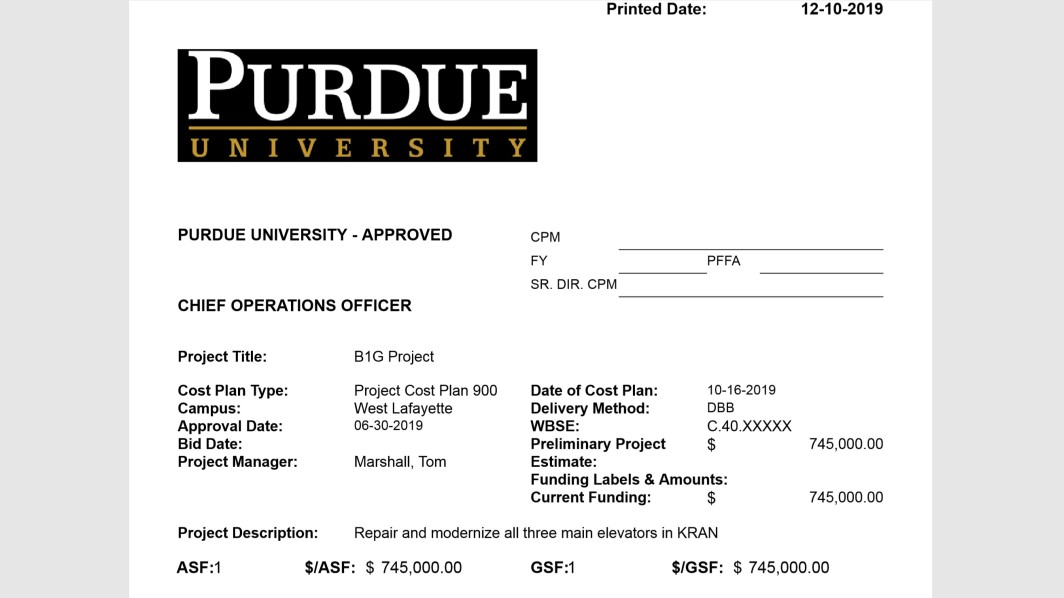 Printed Date: 12-10-2019
PURDUE
UNIVERSITY
PURDUE UNIVERSITY - APPROVED
CPM
FY PFFA
SR. DIR. CPM
CHIEF OPERATIONS OFFICER
Project Title: B1G Project
Cost Plan Type: Project Cost Plan 900 Date of Cost Plan: 10-16-2019
Campus: West Lafayette Delivery Method: DBB
Approval Date: 06-30-2019 WBSE: C.40.XXXXX
Bid Date: Preliminary Project $ 745,000.00
Project Manager: Marshall, Tom Estimate:
Funding Labels & Amounts:
Current Funding: $ 745,000.00
Project Description: Repair and modernize all three main elevators in KRAN
ASF:1 $/ASF: $ 745,000.00 GSF:1 $/GSF: $ 745,000.00